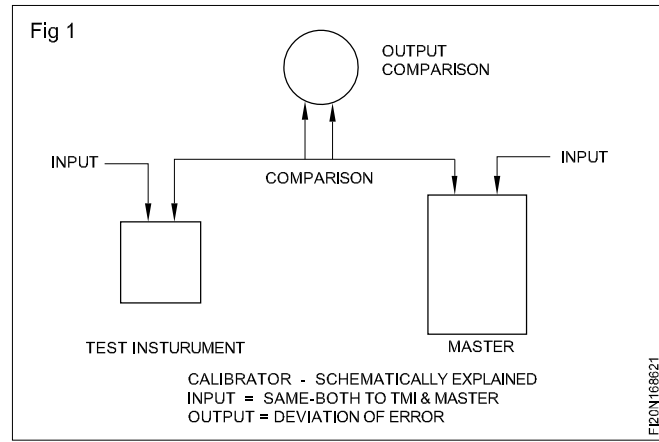 Fig 1
OUTPUT
COMPARISON
INPUT
INPUT
COMPARISON
TEST INSTURUMENT
MASTER
CALIBRATOR - SCHEMATICALLY EXPLAINED
INPUT = SAME-BOTH TO TMI & MASTER
OUTPUT = DEVIATION OF ERROR
FI20N168621